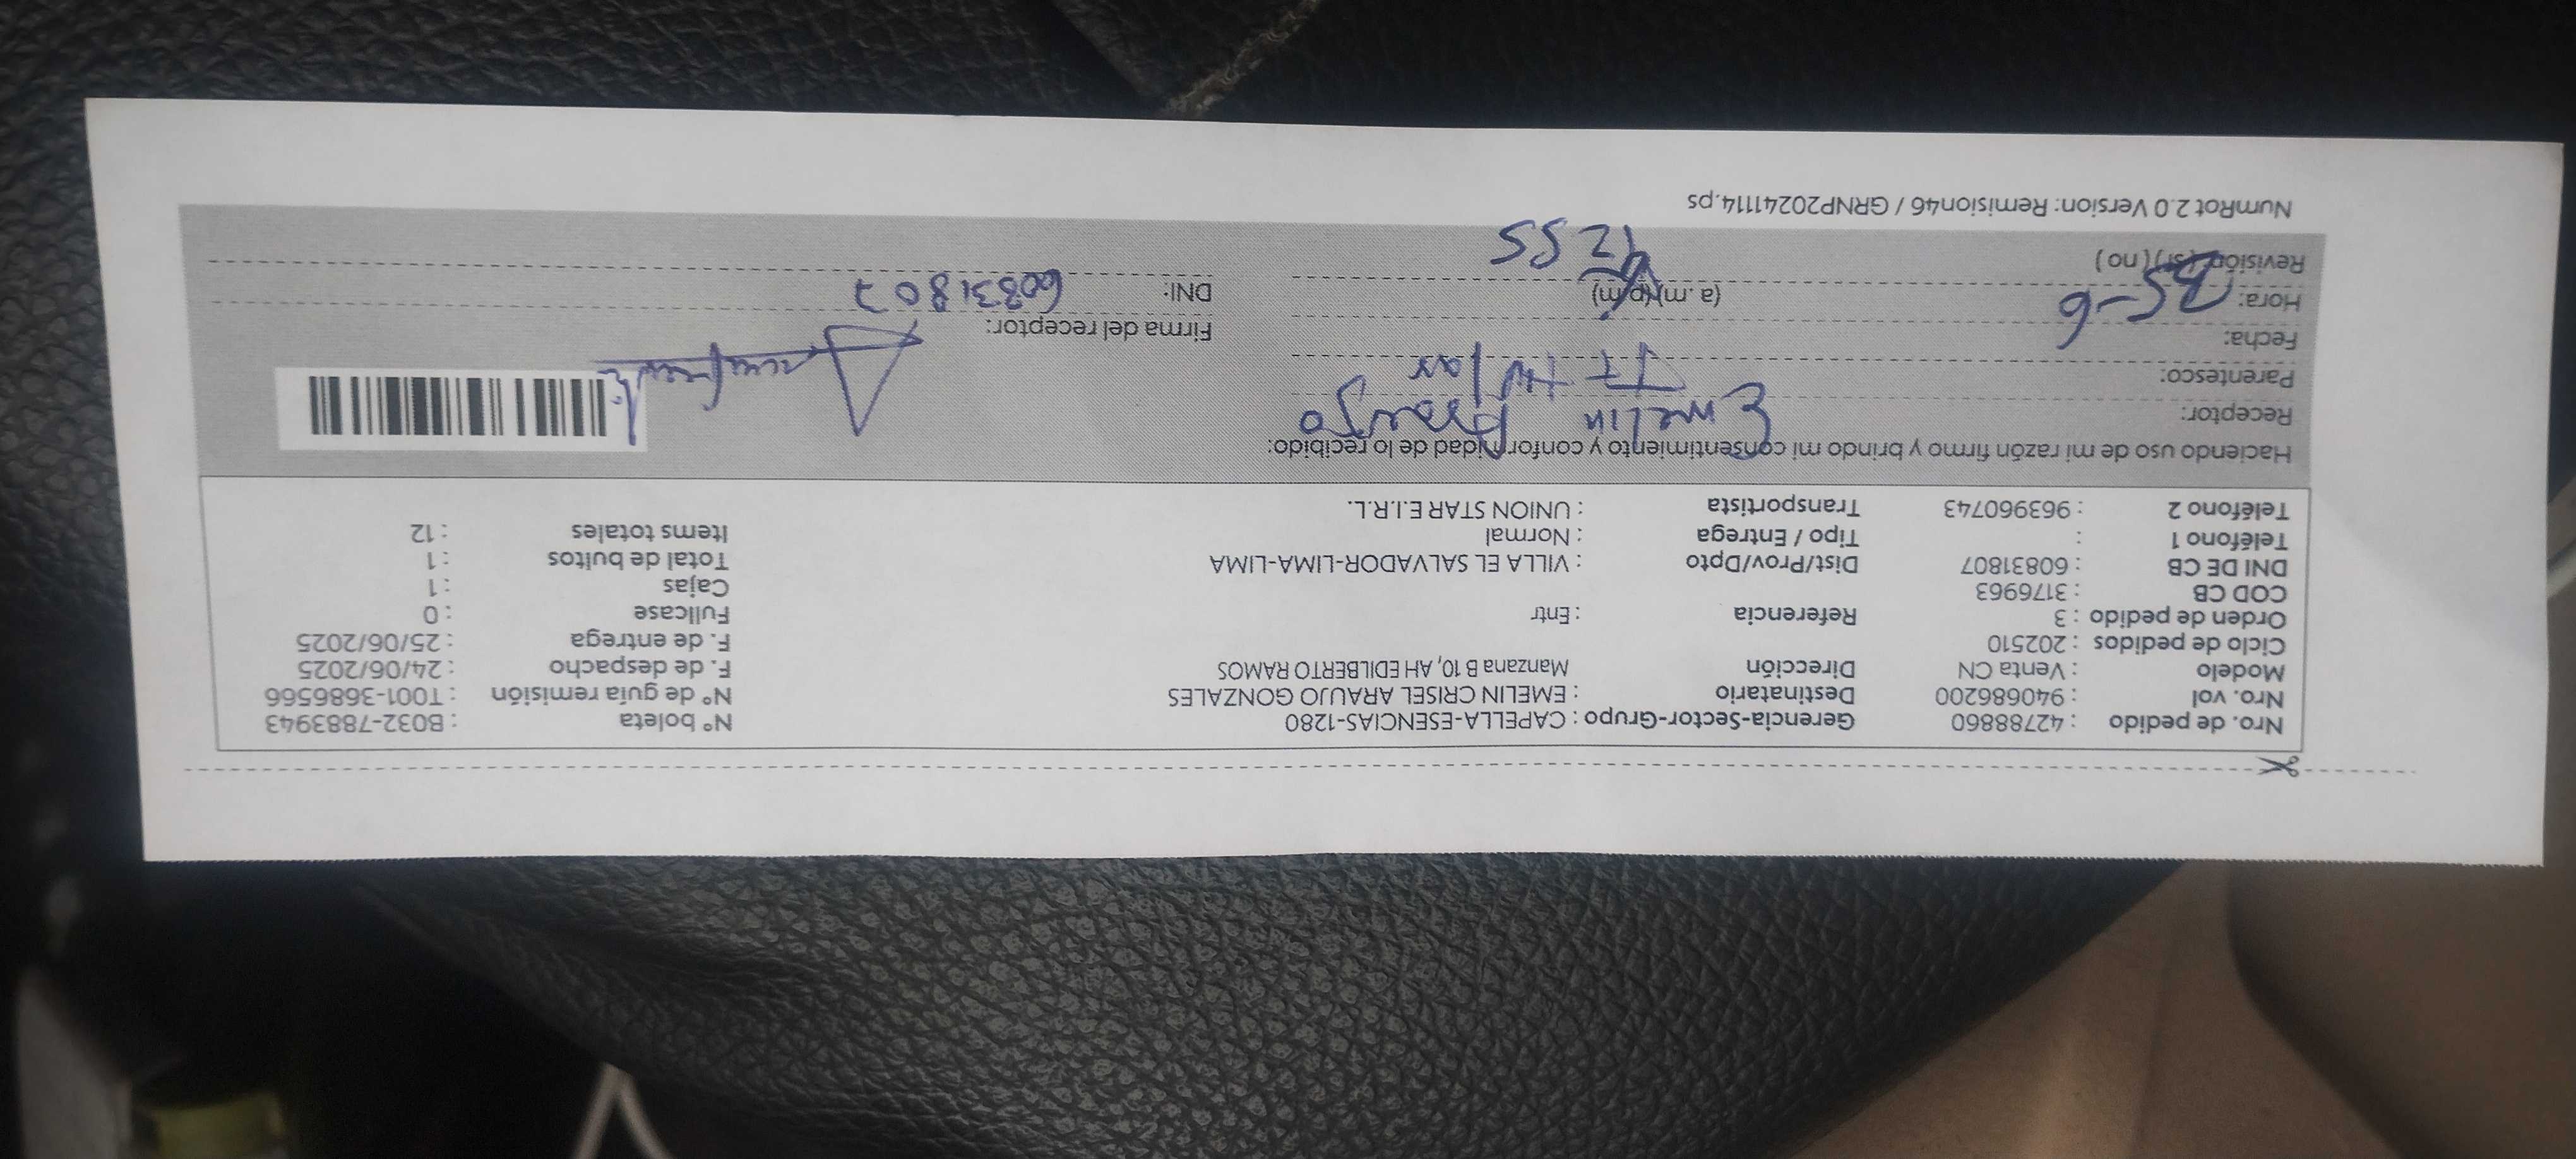 Nro. de pedido : 42788860 Gerencia-Sector-Grupo : CAPELLA-ESENCIAS-1280 N° boleta : B032-7883943
Nro. vol : 940686200 Destinatario : EMELIN CRISEL ARAUJO GONZALES N° de guía remisión : T001-3686566
Modelo : Venta CN Dirección Manzana B 10, AH EDILBERTO RAMOS F. de despacho : 24/06/2025
Ciclo de pedidos : 202510 F. de entrega : 25/06/2025
Orden de pedido : 3 Referencia : Entr Fullcase : 0
COD CB : 3176963 Cajas : 1
DNI DE CB : 60831807 Dist/Prov/Dpto : VILLA EL SALVADOR-LIMA-LIMA Total de bultos : 1
Teléfono 1 : Tipo / Entrega : Normal Items totales : 12
Teléfono 2 : 963960743 Transportista : UNION STAR E.I.R.L.
Haciendo uso de mi razón firmo y brindo mi consentimiento y conformidad de lo recibido:
Receptor: Emelin Araujo
Parentesco: Titular
Fecha: Firma del receptor:
Hora: 25-6 (a. m) (p. m) DNI: 60831807
Revisión (si) (no) 1255
NumRot 2.0 Version: Remision46 / GRNP20241114.ps